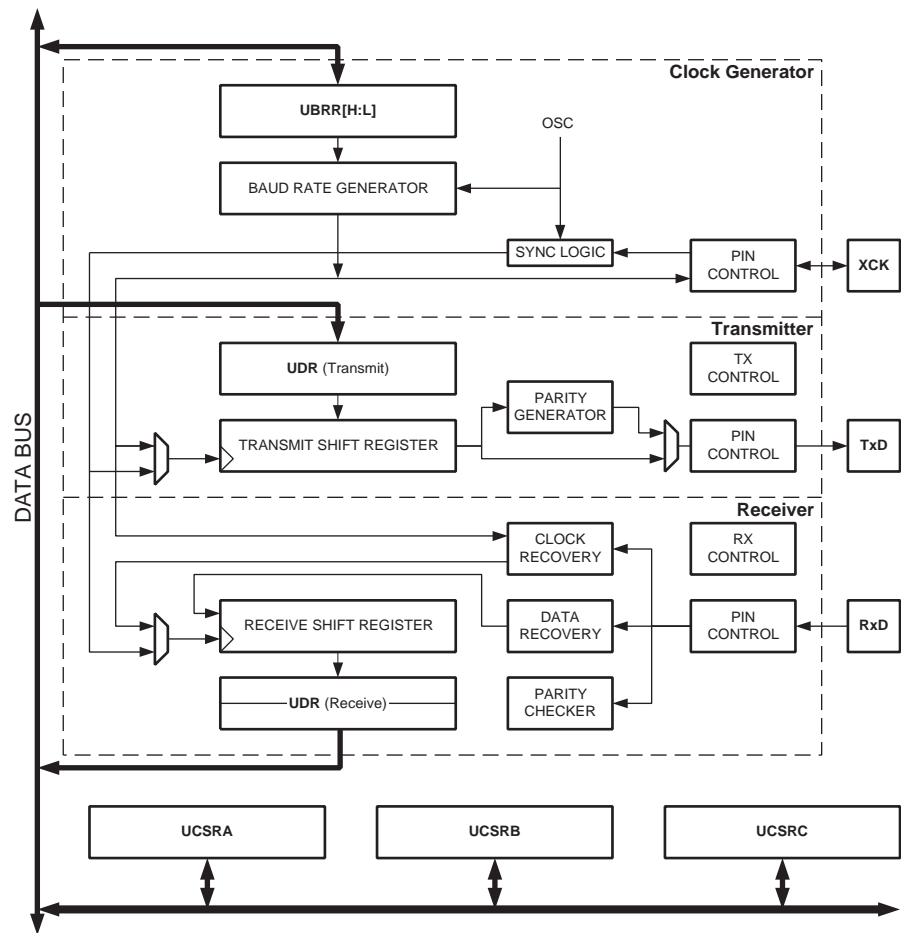 Clock Generator
UBRR[H:L]
OSC
BAUD RATE GENERATOR
SYNC LOGIC
PIN
CONTROL
XCK
Transmitter
UDR (Transmit)
TX
CONTROL
PARITY
GENERATOR
TRANSMIT SHIFT REGISTER
PIN
CONTROL
TxD
DATA BUS
Receiver
CLOCK
RECOVERY
RX
CONTROL
RECEIVE SHIFT REGISTER
DATA
RECOVERY
PIN
CONTROL
RxD
UDR (Receive)
PARITY
CHECKER
UCSRA
UCSRB
UCSRC